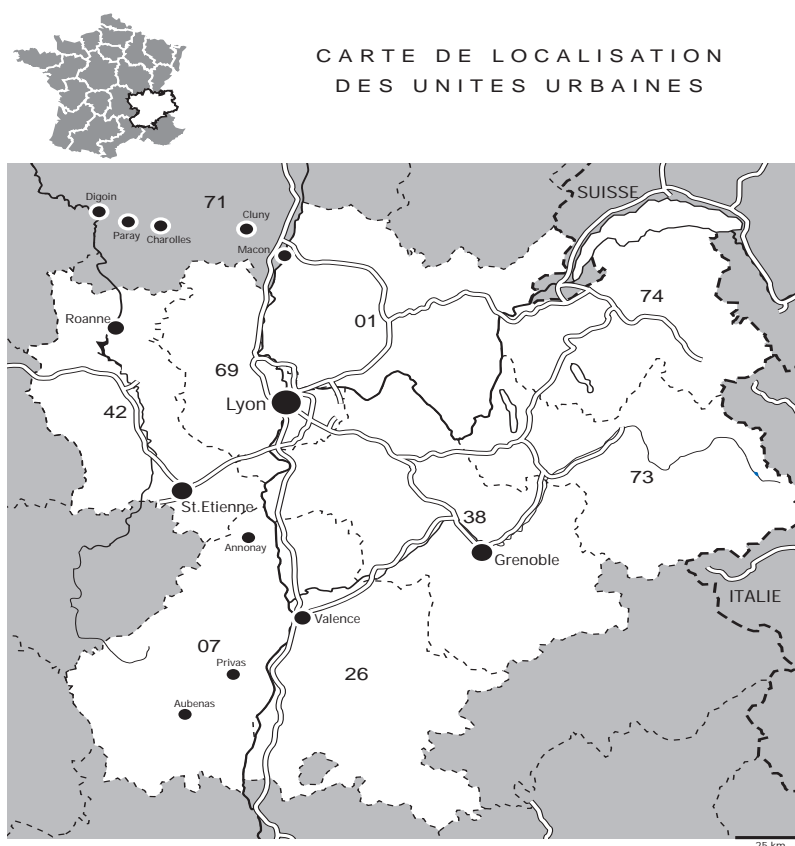 CARTE DE LOCALISATION
DES UNITES URBAINES
SUISSE
Digoin
71
Cluny
Paray
Charolles
Macon
74
Roanne
01
69
Lyon
42
73
St.Etienne
38
Annonay
Grenoble
ITALIE
Valence
07
Privas
26
Aubenas
25 km